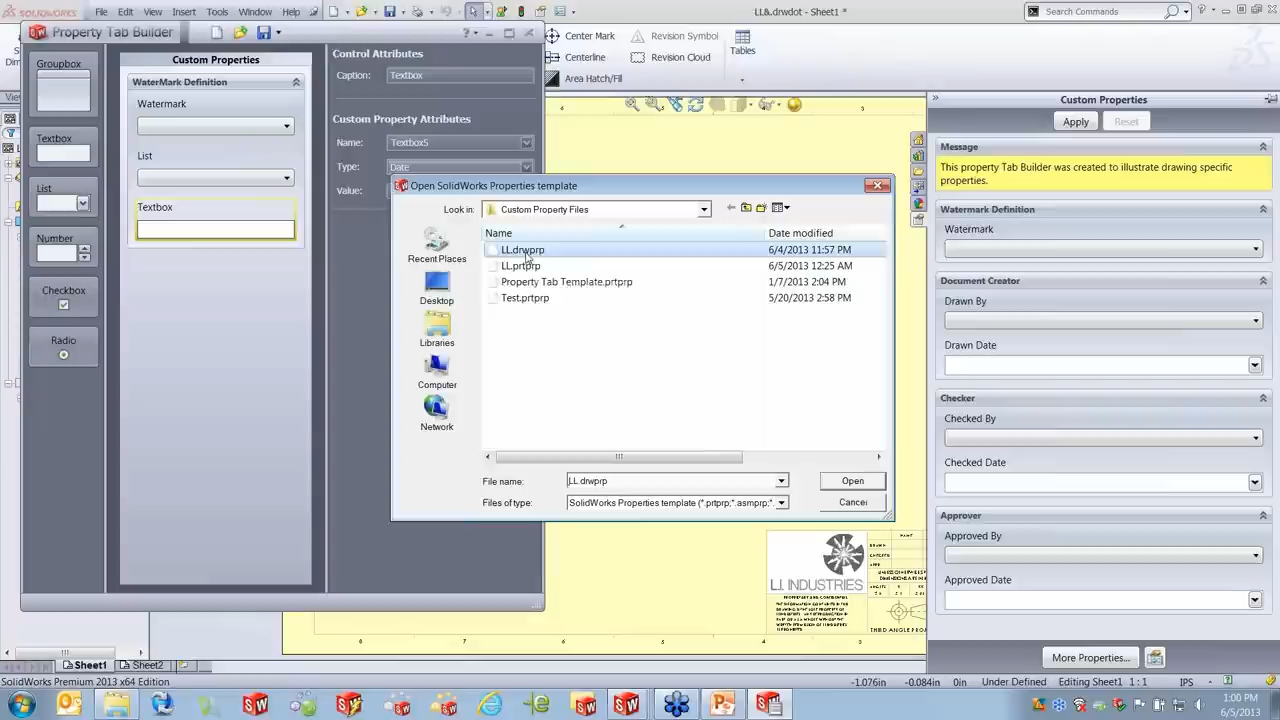 SOLIDWORKS File Edit View Insert Tools Window Help
LL&.drwdot - Sheet1 *
Search Commands
Property Tab Builder
Groupbox
Textbox
List
Number
Checkbox
Radio
Custom Properties
WaterMark Definition
Watermark
List
Textbox
Control Attributes
Caption: Textbox
Custom Property Attributes
Name: Textbox5
Type: Date
Value:
Center Mark
Revision Symbol
Centerline
Revision Cloud
Area Hatch/Fill
Tables
Open SolidWorks Properties template
Look in: Custom Property Files
Name Date modified
LL.drwprp 6/4/2013 11:57 PM
LL.prtprp 6/5/2013 12:25 AM
Property Tab Template.prtprp 1/7/2013 2:04 PM
Test.prtprp 5/20/2013 2:58 PM
Recent Places
Desktop
Libraries
Computer
Network
File name: LL.drwprp
Open
Files of type: SolidWorks Properties template (*.prtprp;*.asmprp;*.
Cancel
Custom Properties
Apply Reset
Message
This property Tab Builder was created to illustrate drawing specific
properties.
Watermark Definition
Watermark
Document Creator
Drawn By
Drawn Date
Checker
Checked By
Checked Date
Approver
Approved By
Approved Date
More Properties...
L.I. INDUSTRIES
THIRD ANGLE PROJ
8 7 6 5 4 3
Sheet1 Sheet2
SolidWorks Premium 2013 x64 Edition
-1.076in -0.084in 0in Under Defined Editing Sheet1 1 : 1 IPS
1:00 PM
6/5/2013